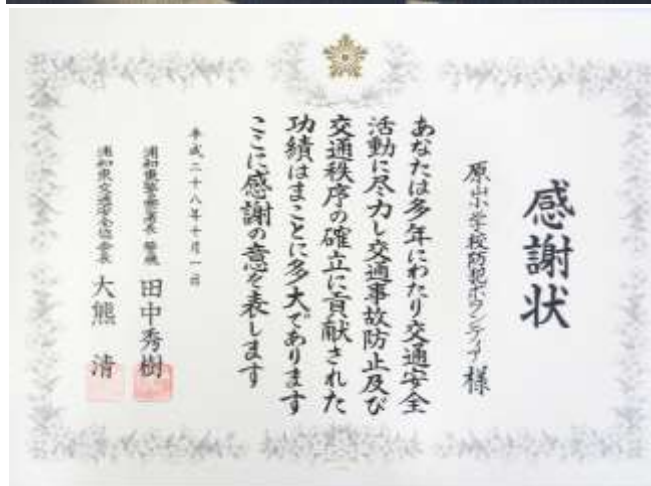 感謝状
原山小学校防犯ボランティア様
あなたは多年にわたり交通安全
活動に尽力し交通事故防止及び
交通秩序の確立に貢献された
功績はまことに多大であります
ここに感謝の意を表します
平成二十八年十月一日
浦和東警察署長 警視 田中秀樹
浦和東交通安全協会長 大熊 清